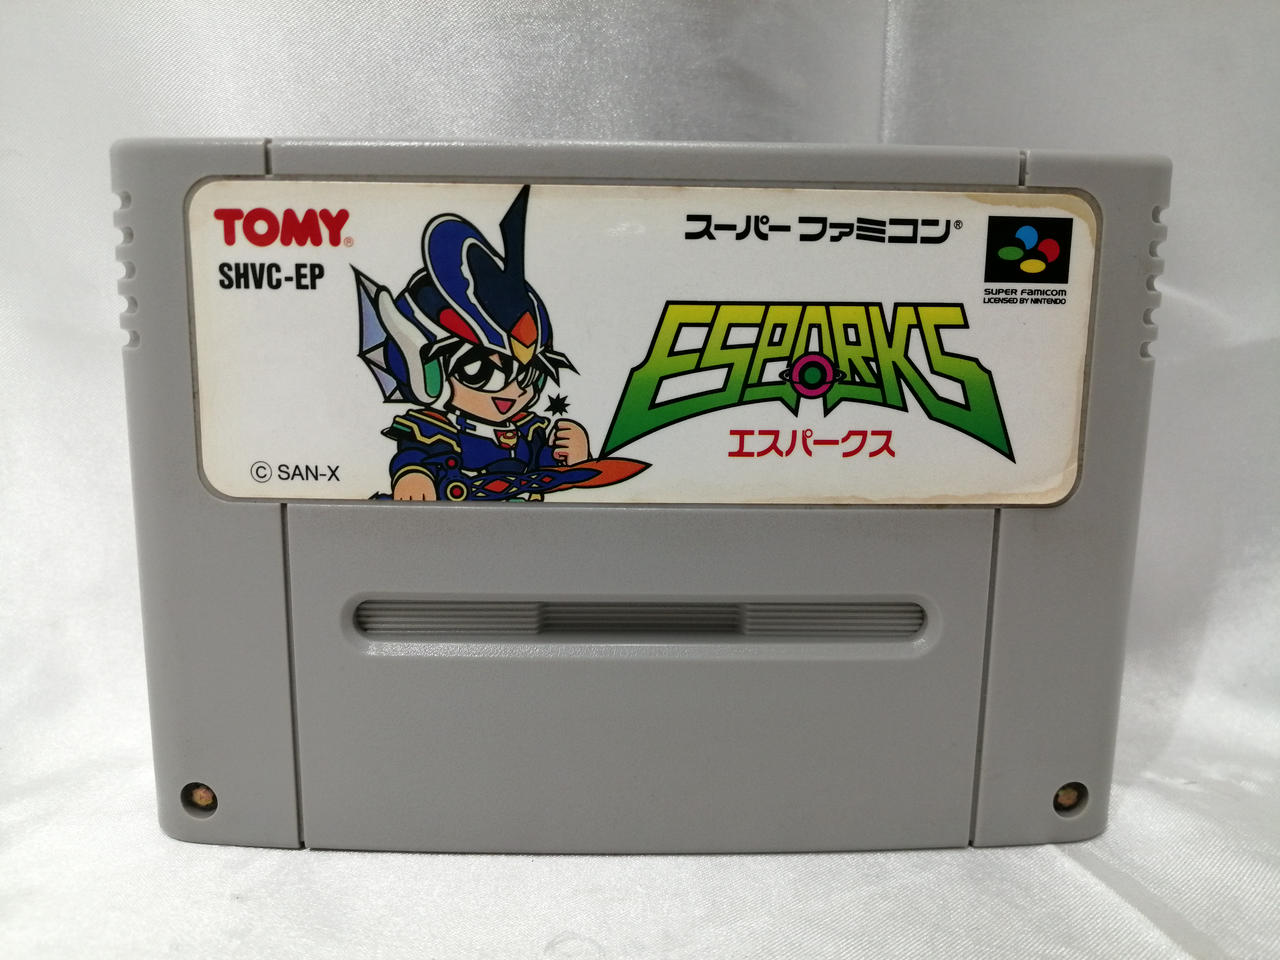 TOMY®
SHVC-EP
スーパーファミコン®
SUPER FAMICOM
LICENSED BY NINTENDO
ESPARKS
エスパークス
© SAN-X